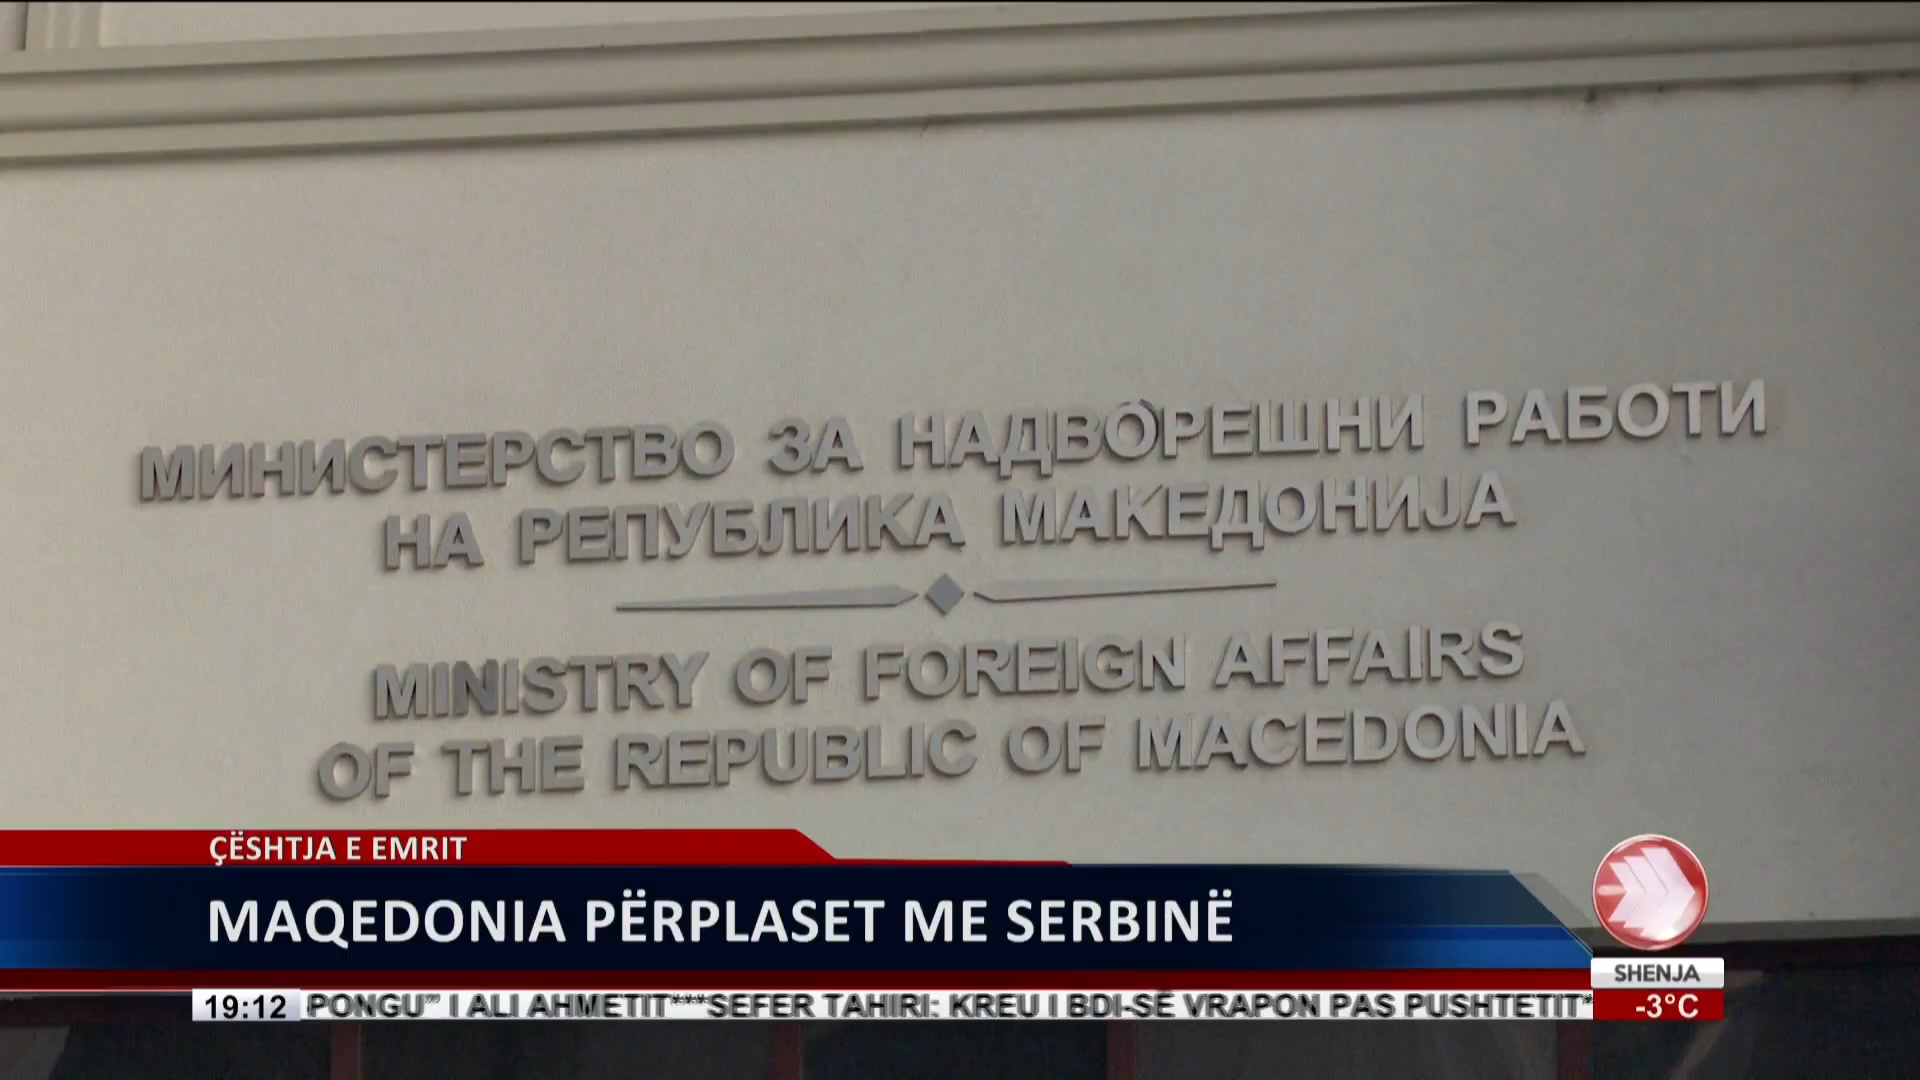 МИНИСТЕРСТВО ЗА НАДВОРЕШНИ РАБОТИ
НА РЕПУБЛИКА МАКЕДОНИЈА
MINISTRY OF FOREIGN AFFAIRS
OF THE REPUBLIC OF MACEDONIA
ÇËSHTJA E EMRIT
MAQEDONIA PËRPLASET ME SERBINË
SHENJA
19:12 PONGU” I ALI AHMETIT***SEFER TAHIRI: KREU I BDI-SË VRAPON PAS PUSHTETIT*
-3°C